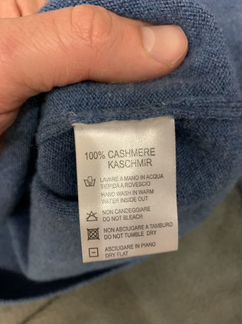 100% CASHMERE
KASCHMIR
LAVARE A MANO IN ACQUA
TIEPIDA A ROVESCIO
HAND WASH IN WARM
WATER INSIDE OUT
NON CANDEGGIARE
DO NOT BLEACH
NON ASCIUGARE A TAMBURO
DO NOT TUMBLE DRY
ASCIUGARE IN PIANO
DRY FLAT